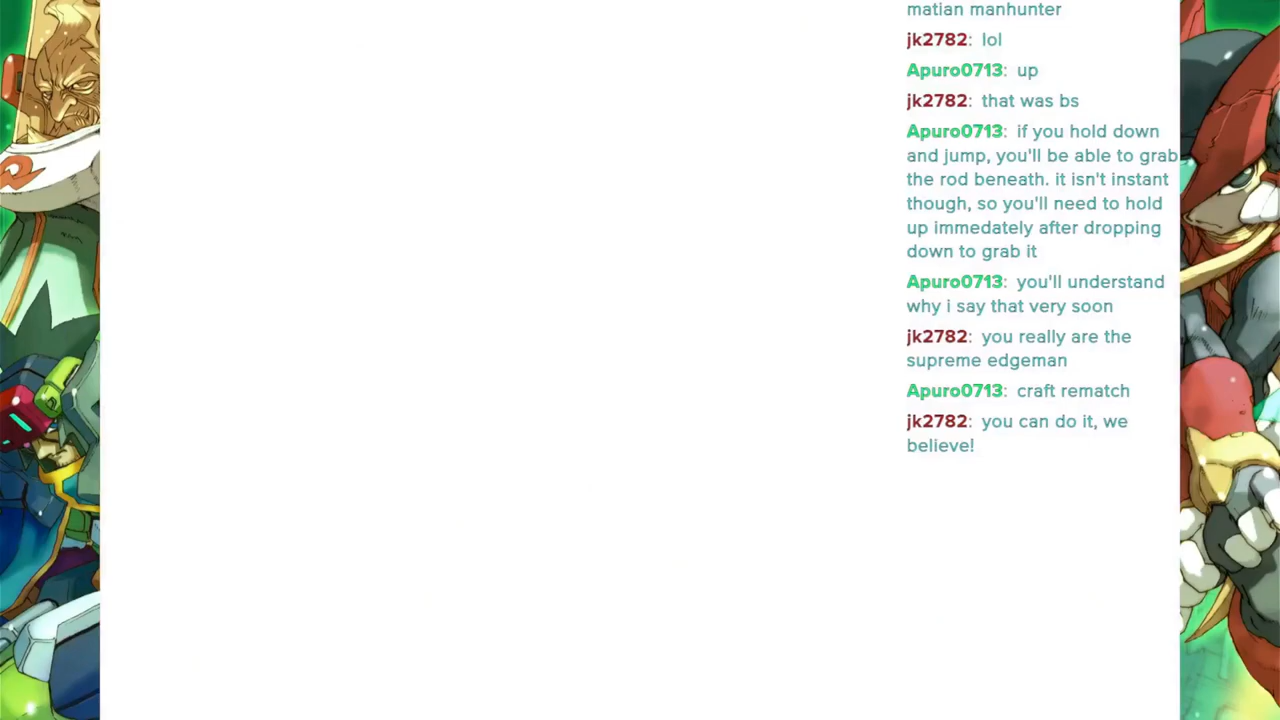 matian manhunter
jk2782: lol
Apuro0713: up
jk2782: that was bs
Apuro0713: if you hold down
and jump, you'll be able to grab
the rod beneath. it isn't instant
though, so you'll need to hold
up immedately after dropping
down to grab it
Apuro0713: you'll understand
why i say that very soon
jk2782: you really are the
supreme edgeman
Apuro0713: craft rematch
jk2782: you can do it, we
believe!